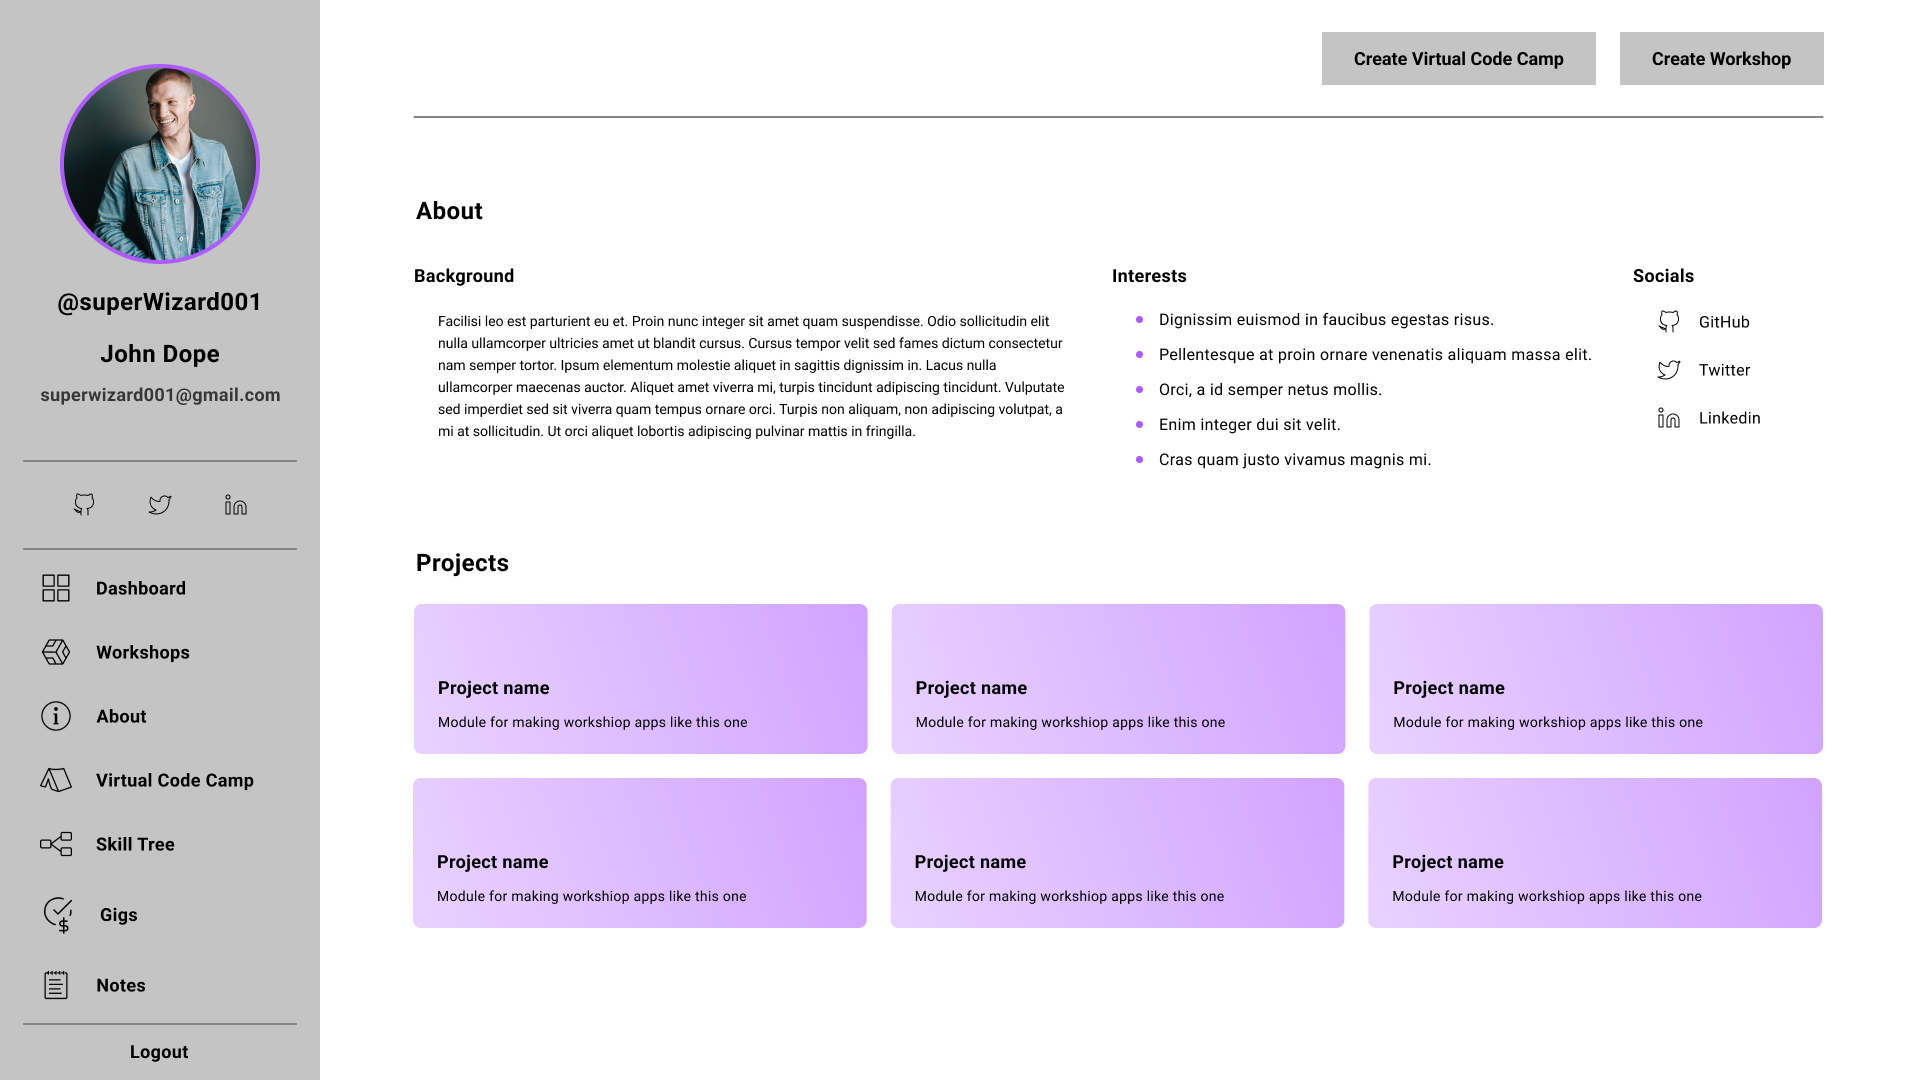 @superWizard001
John Dope
superwizard001@gmail.com
Dashboard
Workshops
About
Virtual Code Camp
Skill Tree
Gigs
Notes
Logout
Create Virtual Code Camp
Create Workshop
About
Background
Facilisi leo est parturient eu et. Proin nunc integer sit amet quam suspendisse. Odio sollicitudin elit
nulla ullamcorper ultricies amet ut blandit cursus. Cursus tempor velit sed fames dictum consectetur
nam semper tortor. Ipsum elementum molestie aliquet in sagittis dignissim in. Lacus nulla
ullamcorper maecenas auctor. Aliquet amet viverra mi, turpis tincidunt adipiscing tincidunt. Vulputate
sed imperdiet sed sit viverra quam tempus ornare orci. Turpis non aliquam, non adipiscing volutpat, a
mi at sollicitudin. Ut orci aliquet lobortis adipiscing pulvinar mattis in fringilla.
Interests
Dignissim euismod in faucibus egestas risus.
Pellentesque at proin ornare venenatis aliquam massa elit.
Orci, a id semper netus mollis.
Enim integer dui sit velit.
Cras quam justo vivamus magnis mi.
Socials
GitHub
Twitter
Linkedin
Projects
Project name
Module for making workshiop apps like this one
Project name
Module for making workshiop apps like this one
Project name
Module for making workshiop apps like this one
Project name
Module for making workshiop apps like this one
Project name
Module for making workshiop apps like this one
Project name
Module for making workshiop apps like this one